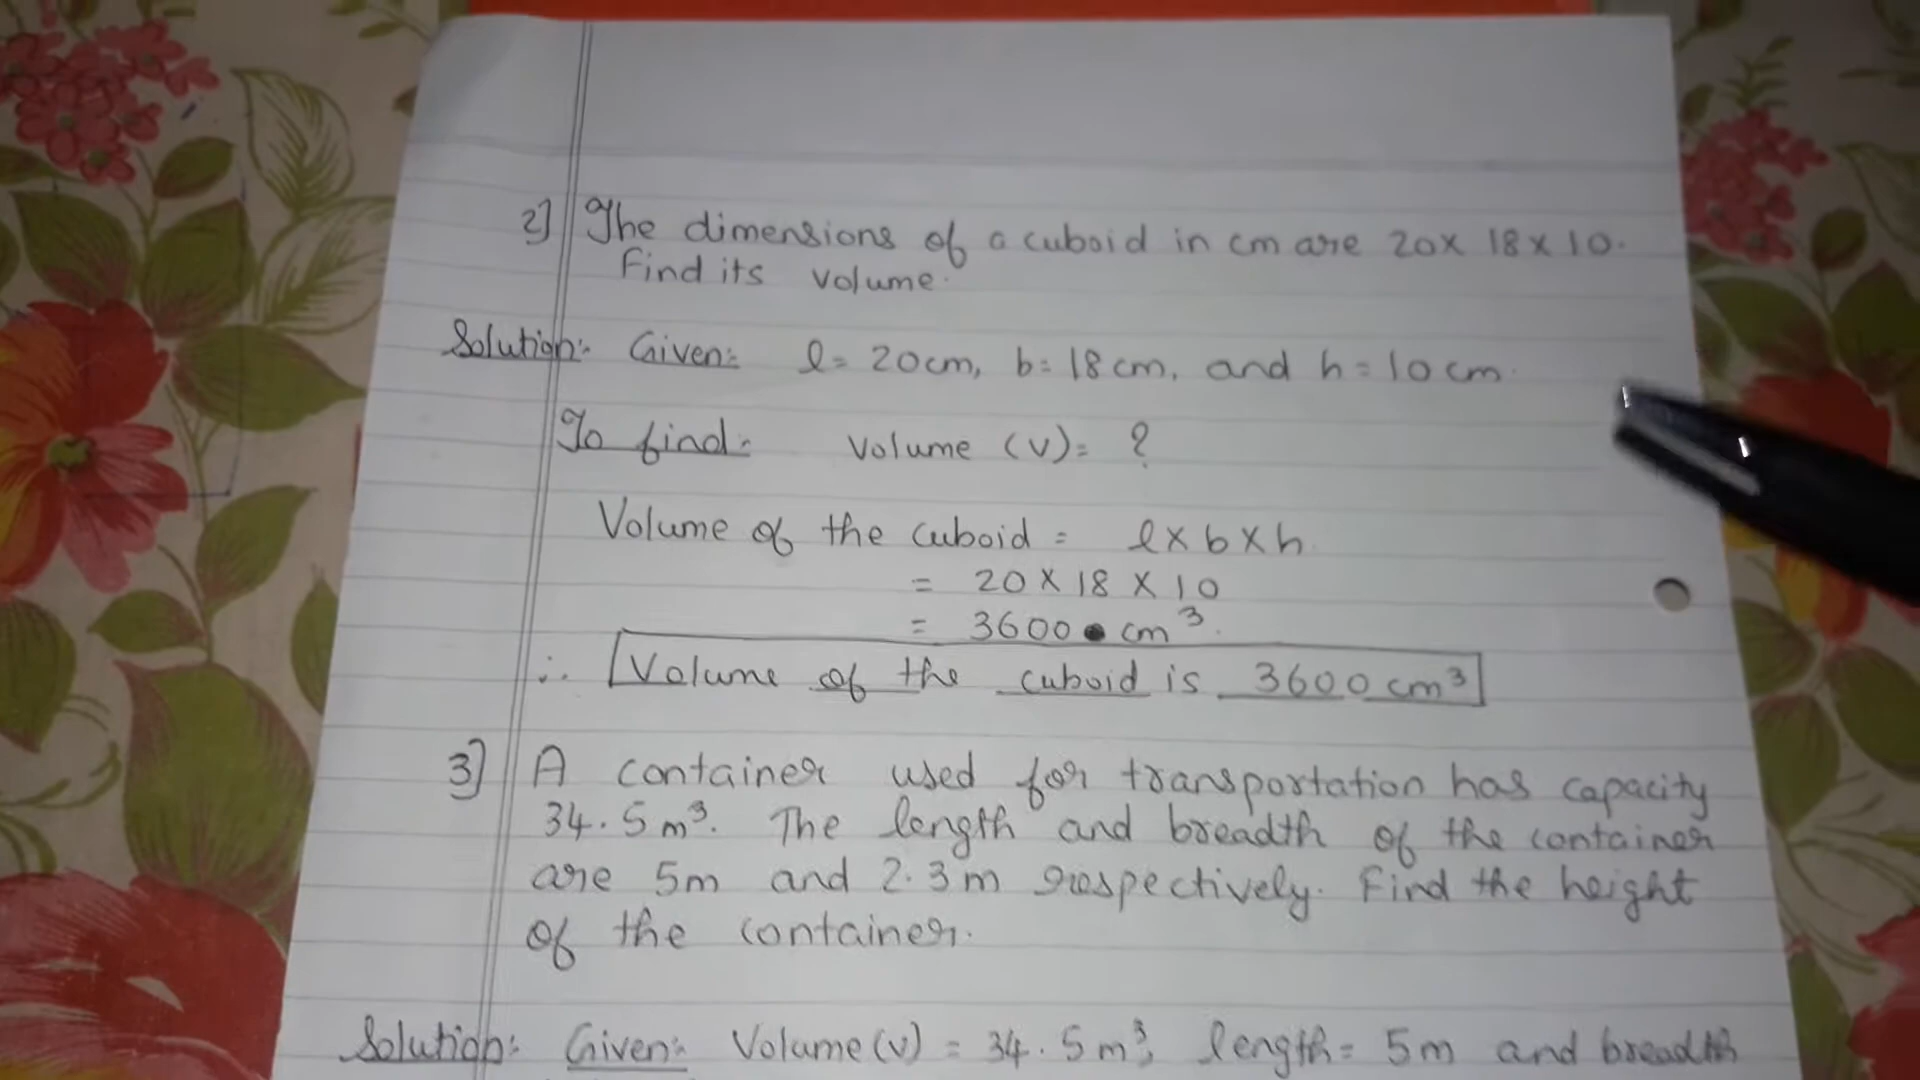 2] The dimensions of a cuboid in cm are 20x 18 x 10.
Find its volume.
Solution:- Given:- l= 20cm, b= 18cm, and h=10cm.
To find:- Volume (V)= ?
Volume of the cuboid = l×b×h
= 20 × 18 × 10
= 3600 cm³.
∴ Volume of the cuboid is 3600 cm³
3] A container used for transportation has capacity
34.5 m³. The length and breadth of the container
are 5m and 2.3m respectively. Find the height
of the container.
Solution:- Given:- Volume (V) = 34.5 m³, length= 5m and breadth